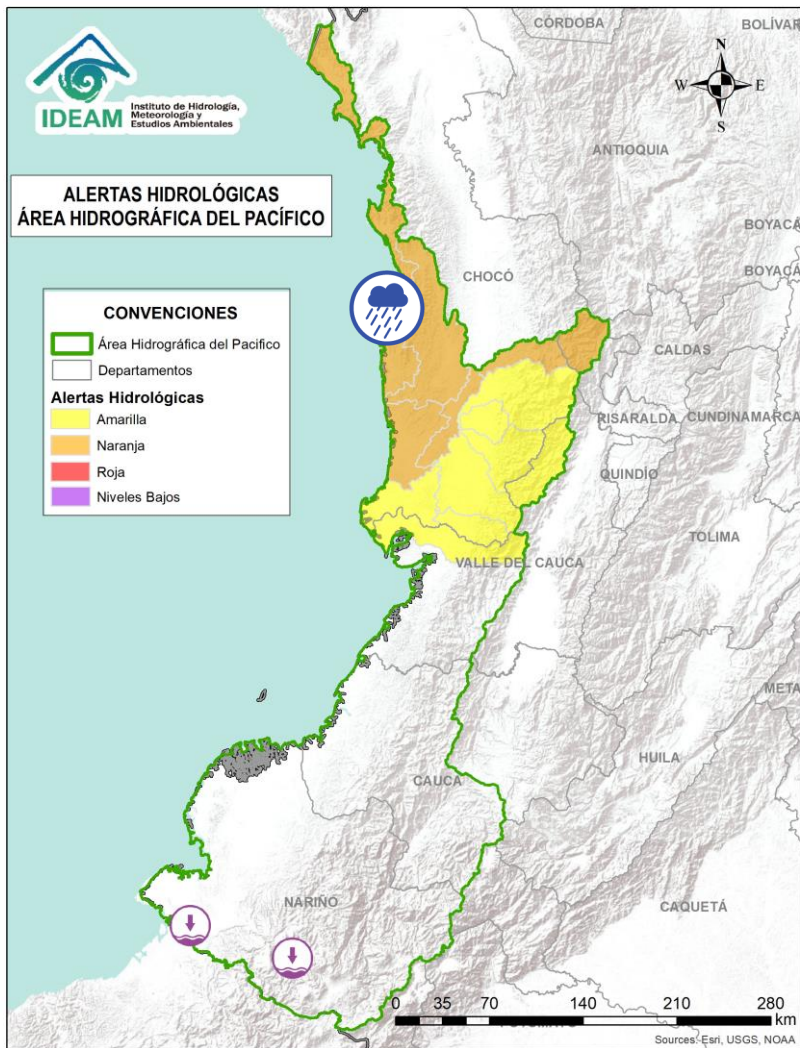 CÓRDOBA
BOLÍVAR
N
W
E
S
IDEAM
Instituto de Hidrología,
Meteorología y
Estudios Ambientales
ANTIOQUIA
ALERTAS HIDROLÓGICAS
ÁREA HIDROGRÁFICA DEL PACÍFICO
BOYACÁ
BOYACÁ
CHOCÓ
CONVENCIONES
Área Hidrográfica del Pacifico
Departamentos
Alertas Hidrológicas
Amarilla
Naranja
Roja
Niveles Bajos
CALDAS
RISARALDA
CUNDINAMARCA
QUINDÍO
TOLIMA
VALLE DEL CAUCA
META
HUILA
CAUCA
NARIÑO
CAQUETÁ
0 35 70 140 210 280
km
Sources: Esri, USGS, NOAA